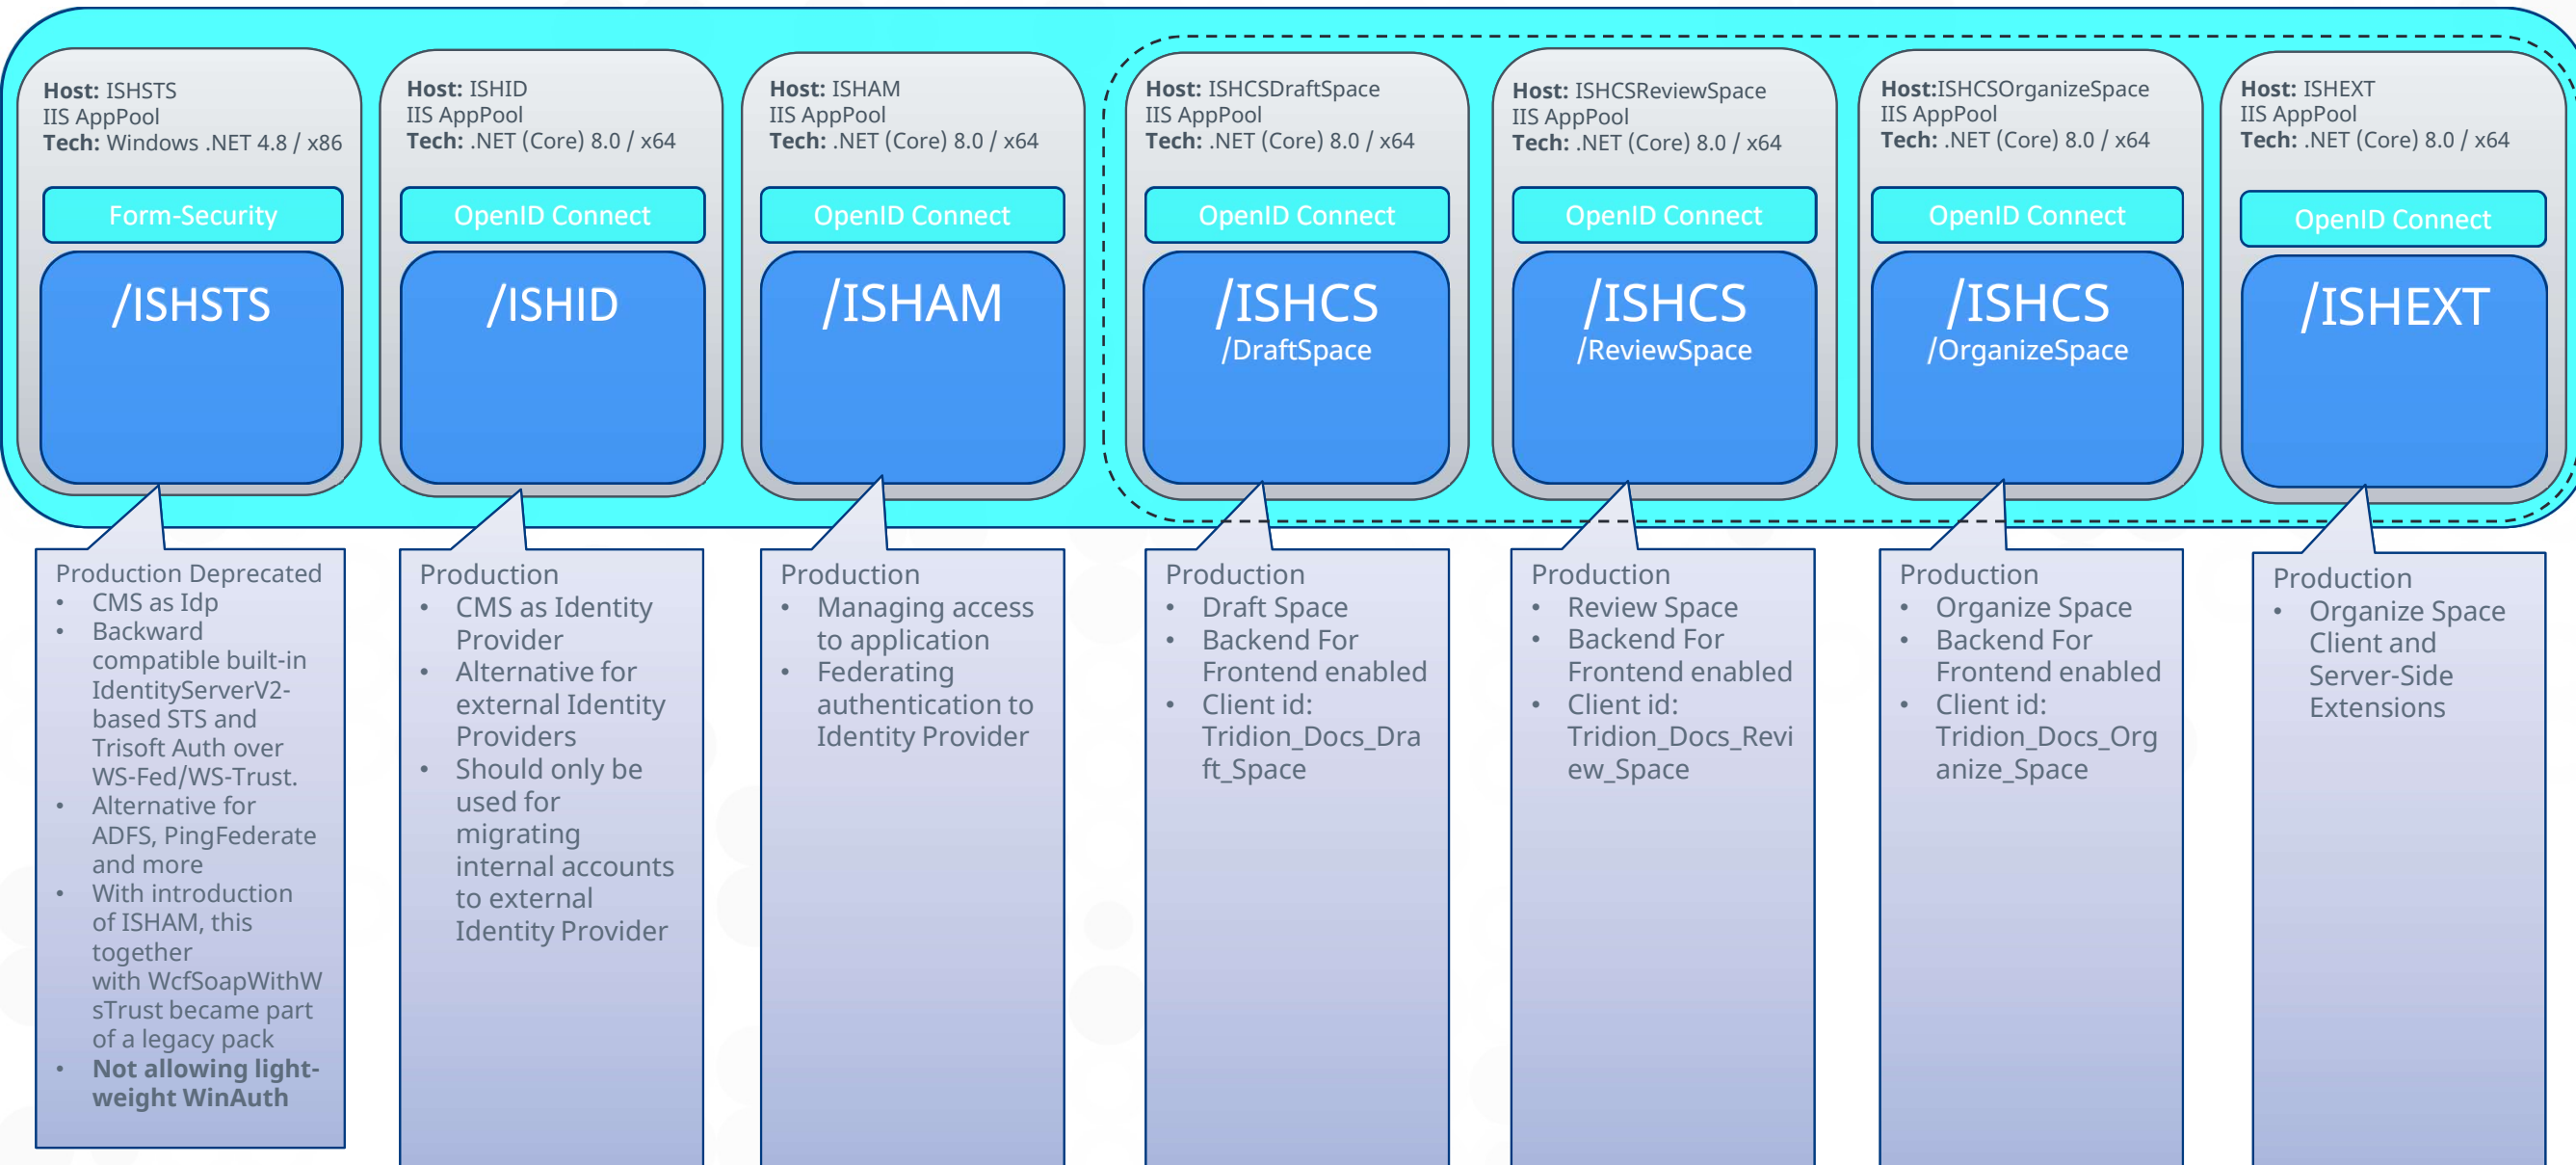 Host: ISHSTS
IIS AppPool
Tech: Windows .NET 4.8 / x86
Form-Security
/ISHSTS
Host: ISHID
IIS AppPool
Tech: .NET (Core) 8.0 / x64
OpenID Connect
/ISHID
Host: ISHAM
IIS AppPool
Tech: .NET (Core) 8.0 / x64
OpenID Connect
/ISHAM
Host: ISHCSDraftSpace
IIS AppPool
Tech: .NET (Core) 8.0 / x64
OpenID Connect
/ISHCS
/DraftSpace
Host: ISHCSReviewSpace
IIS AppPool
Tech: .NET (Core) 8.0 / x64
OpenID Connect
/ISHCS
/ReviewSpace
Host:ISHCSOrganizeSpace
IIS AppPool
Tech: .NET (Core) 8.0 / x64
OpenID Connect
/ISHCS
/OrganizeSpace
Host: ISHEXT
IIS AppPool
Tech: .NET (Core) 8.0 / x64
OpenID Connect
/ISHEXT
Production Deprecated
• CMS as Idp
• Backward
compatible built-in
IdentityServerV2-
based STS and
Trisoft Auth over
WS-Fed/WS-Trust.
• Alternative for
ADFS, PingFederate
and more
• With introduction
of ISHAM, this
together
with WcfSoapWithW
sTrust became part
of a legacy pack
• Not allowing light-
weight WinAuth
Production
• CMS as Identity
Provider
• Alternative for
external Identity
Providers
• Should only be
used for
migrating
internal accounts
to external
Identity Provider
Production
• Managing access
to application
• Federating
authentication to
Identity Provider
Production
• Draft Space
• Backend For
Frontend enabled
• Client id:
Tridion_Docs_Dra
ft_Space
Production
• Review Space
• Backend For
Frontend enabled
• Client id:
Tridion_Docs_Revi
ew_Space
Production
• Organize Space
• Backend For
Frontend enabled
• Client id:
Tridion_Docs_Org
anize_Space
Production
• Organize Space
Client and
Server-Side
Extensions